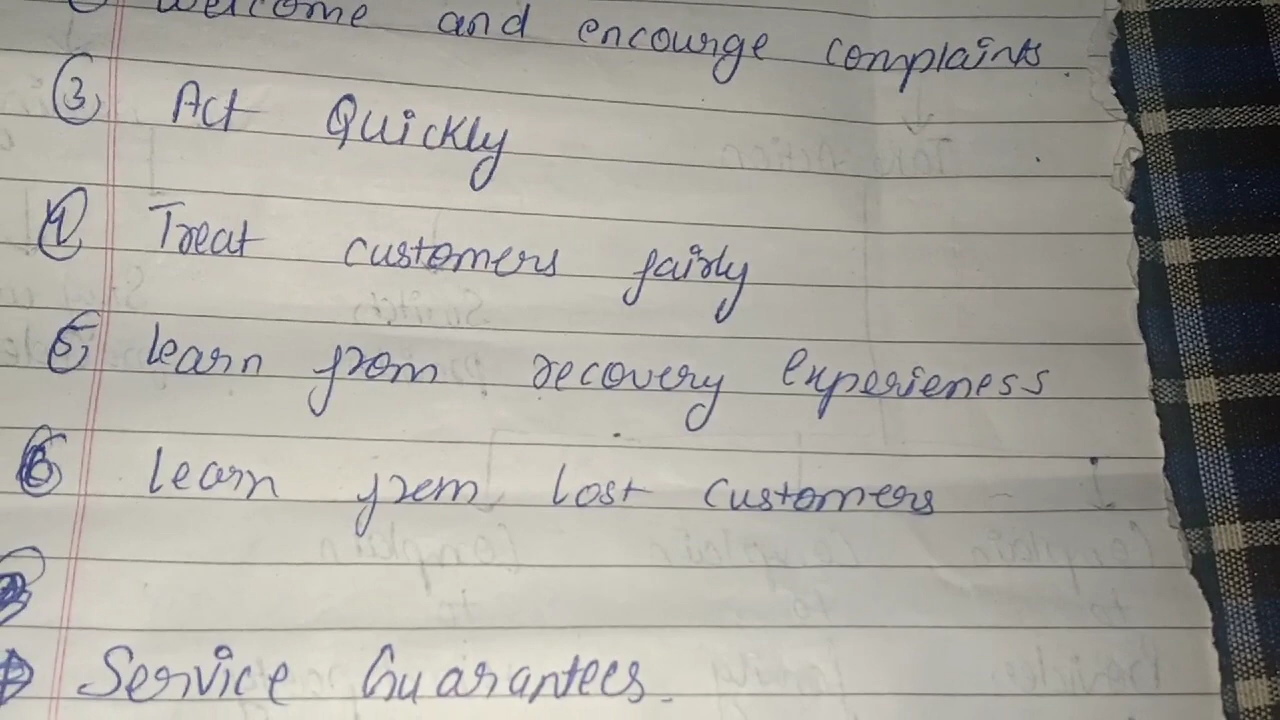 Welcome and encourge complaints.
③ Act Quickly
④ Treat customers fairly
⑤ learn from recovery experieness
⑥ learn from lost customers
Service Guarantees.